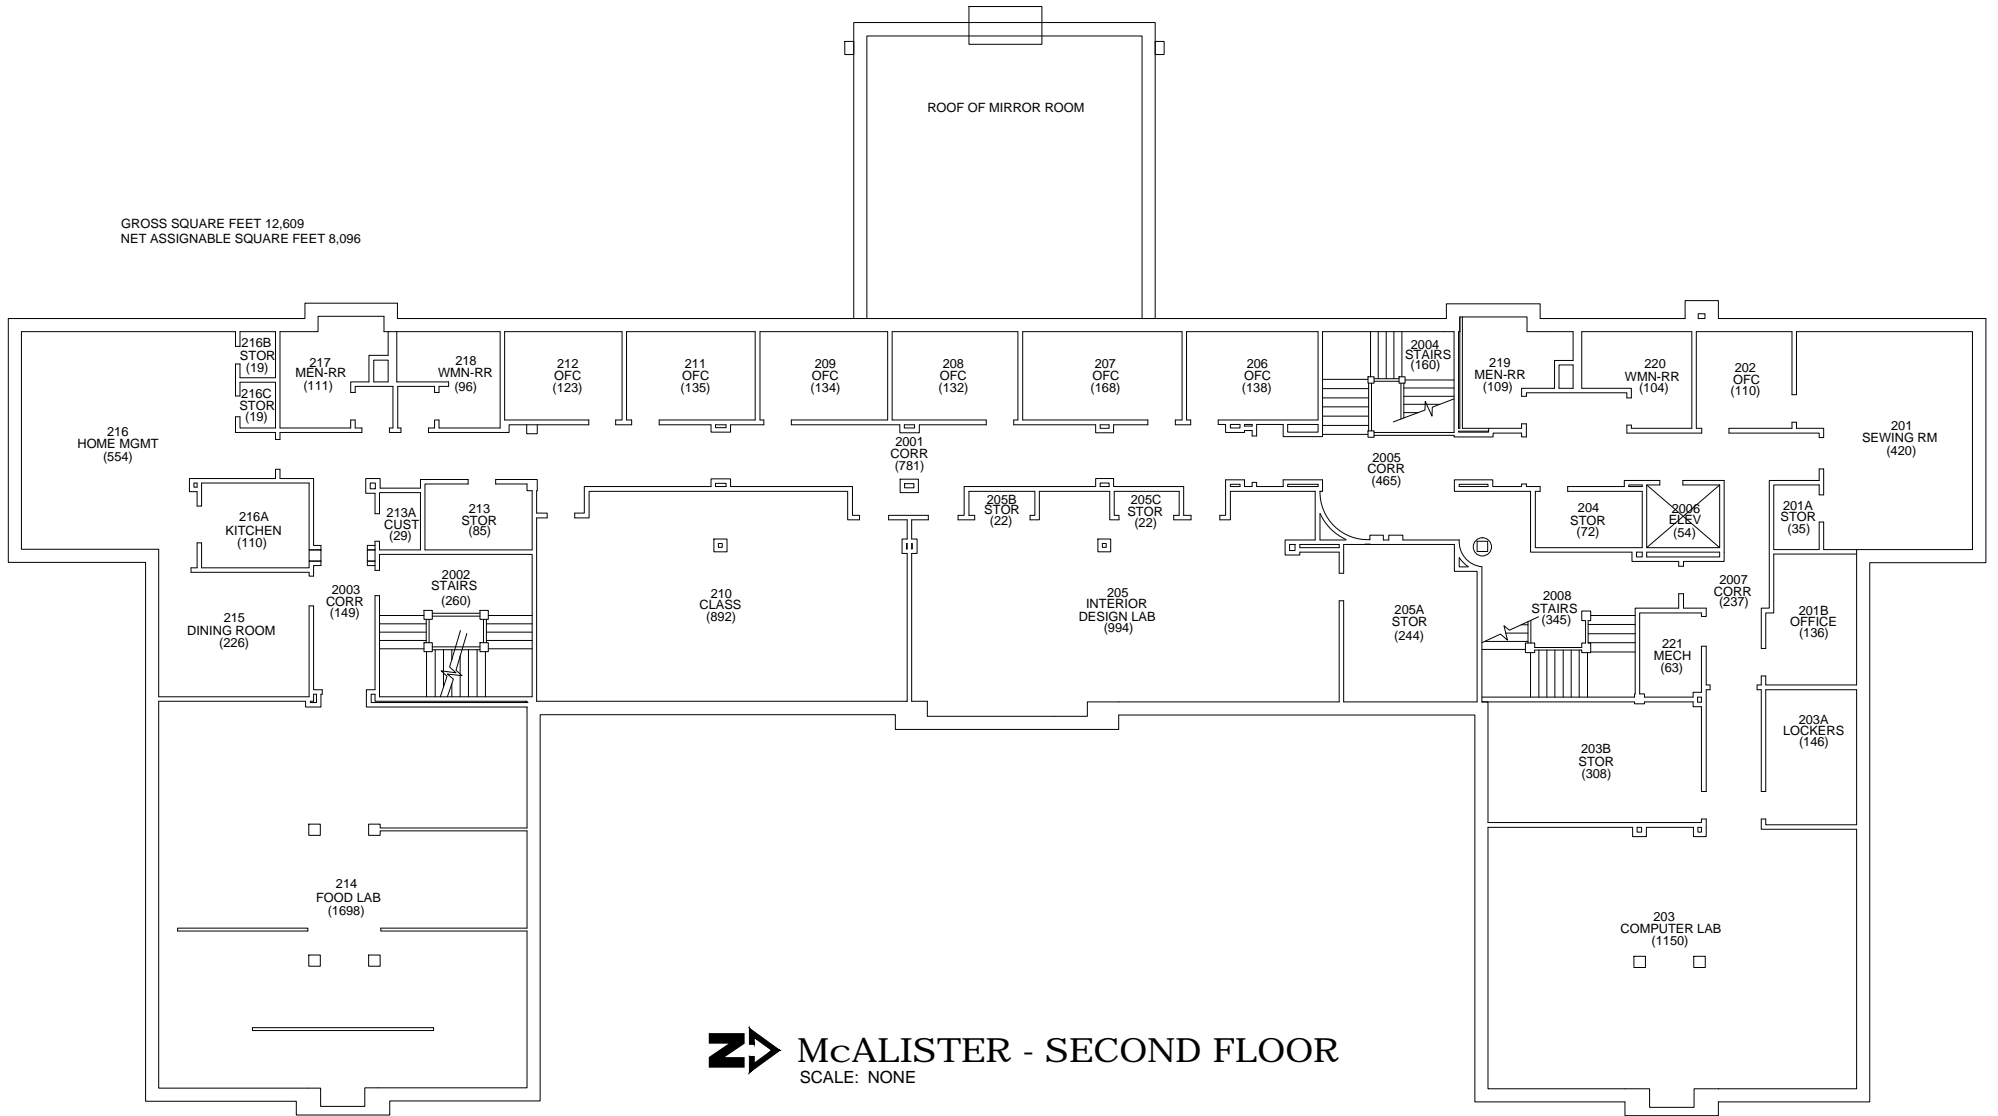 ROOF OF MIRROR ROOM
GROSS SQUARE FEET 12,609
NET ASSIGNABLE SQUARE FEET 8,096
216B
STOR
(19)
216C
STOR
(19)
217
MEN-RR
(111)
218
WMN-RR
(96)
212
OFC
(123)
211
OFC
(135)
209
OFC
(134)
208
OFC
(132)
207
OFC
(168)
206
OFC
(138)
2004
STAIRS
(160)
219
MEN-RR
(109)
220
WMN-RR
(104)
202
OFC
(110)
216
HOME MGMT
(554)
2001
CORR
(781)
2005
CORR
(465)
201
SEWING RM
(420)
216A
KITCHEN
(110)
213A
CUST
(29)
213
STOR
(85)
205B
STOR
(22)
205C
STOR
(22)
204
STOR
(72)
2006
ELEV
(54)
201A
STOR
(35)
2003
CORR
(149)
2002
STAIRS
(260)
210
CLASS
(892)
205
INTERIOR
DESIGN LAB
(994)
205A
STOR
(244)
2008
STAIRS
(345)
2007
CORR
(237)
215
DINING ROOM
(226)
221
MECH
(63)
201B
OFFICE
(136)
203B
STOR
(308)
203A
LOCKERS
(146)
214
FOOD LAB
(1698)
203
COMPUTER LAB
(1150)
N McALISTER - SECOND FLOOR
SCALE: NONE